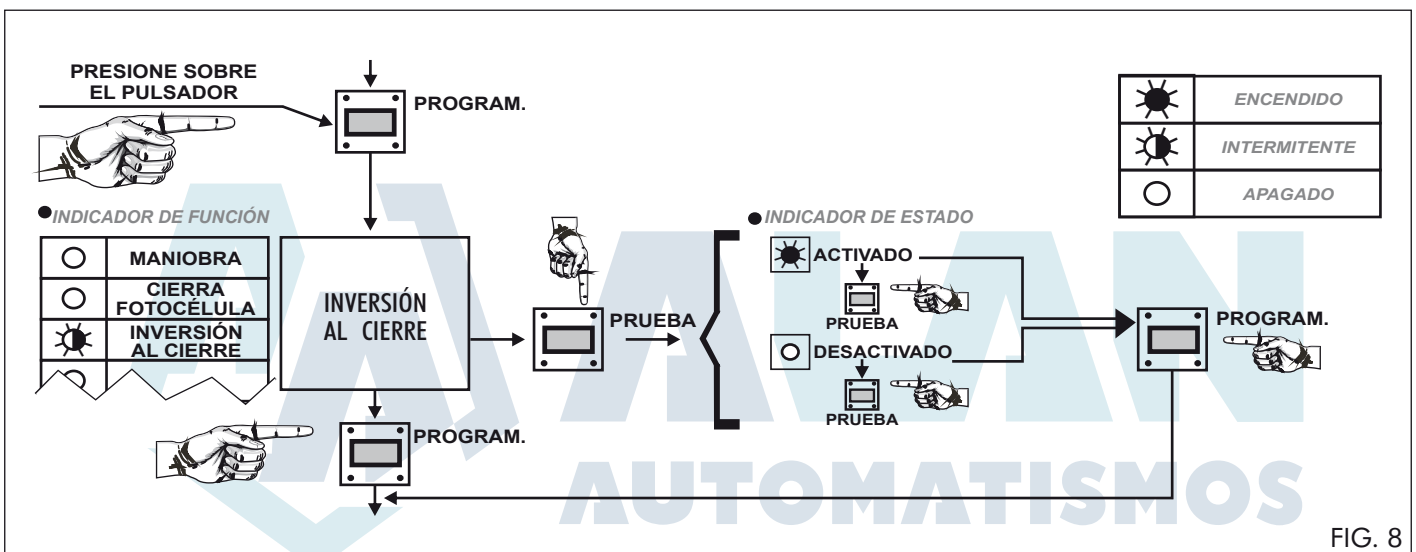 PRESIONE SOBRE
EL PULSADOR
PROGRAM.
ENCENDIDO
INTERMITENTE
APAGADO
INDICADOR DE FUNCIÓN
MANIOBRA
CIERRA
FOTOCÉLULA
INVERSIÓN
AL CIERRE
INVERSIÓN
AL CIERRE
PRUEBA
INDICADOR DE ESTADO
ACTIVADO
PRUEBA
DESACTIVADO
PRUEBA
PROGRAM.
PROGRAM.
AUTOMATISMOS
FIG. 8